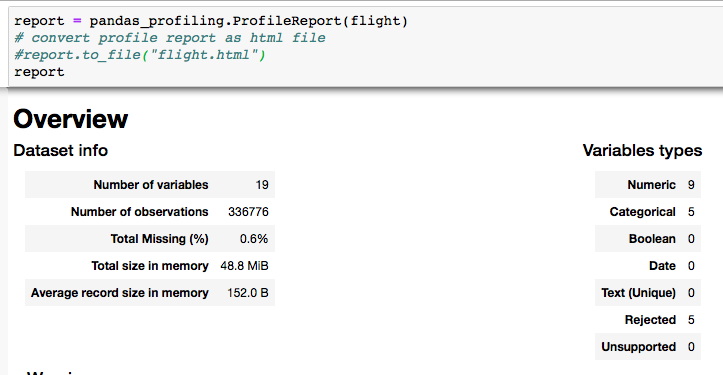 report = pandas_profiling.ProfileReport(flight)
# convert profile report as html file
#report.to_file("flight.html")
report
Overview
Dataset info
Number of variables 19
Number of observations 336776
Total Missing (%) 0.6%
Total size in memory 48.8 MiB
Average record size in memory 152.0 B
Variables types
Numeric 9
Categorical 5
Boolean 0
Date 0
Text (Unique) 0
Rejected 5
Unsupported 0